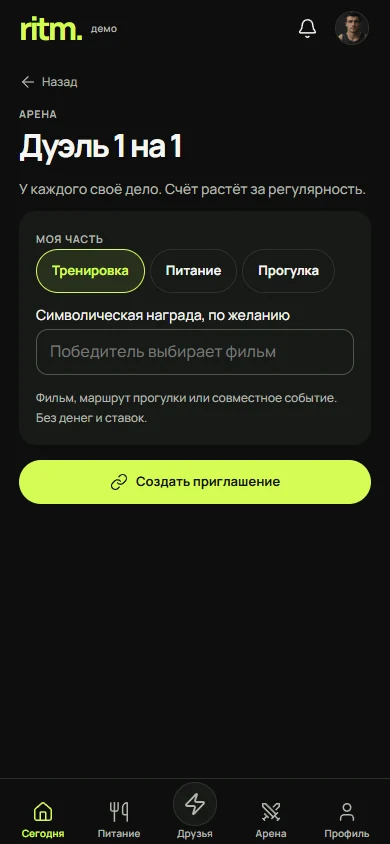 ritm. демо
Назад
АРЕНА
Дуэль 1 на 1
У каждого своё дело. Счёт растёт за регулярность.
МОЯ ЧАСТЬ
Тренировка Питание Прогулка
Символическая награда, по желанию
Победитель выбирает фильм
Фильм, маршрут прогулки или совместное событие.
Без денег и ставок.
Создать приглашение
Сегодня Питание Друзья Арена Профиль